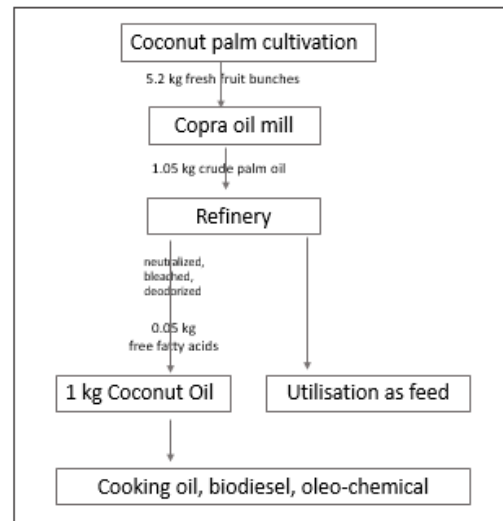 Coconut palm cultivation
5.2 kg fresh fruit bunches
Copra oil mill
1.05 kg crude palm oil
Refinery
neutralized,
bleached,
deodorized
0.05 kg
free fatty acids
1 kg Coconut Oil
Utilisation as feed
Cooking oil, biodiesel, oleo-chemical